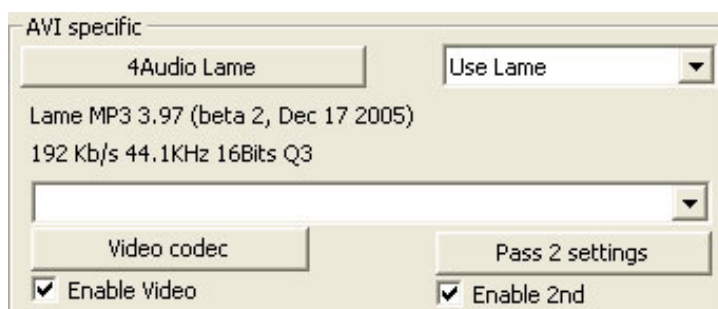 AVI specific
4Audio Lame
Use Lame
Lame MP3 3.97 (beta 2, Dec 17 2005)
192 Kb/s 44.1KHz 16Bits Q3
Video codec
Pass 2 settings
Enable Video
Enable 2nd